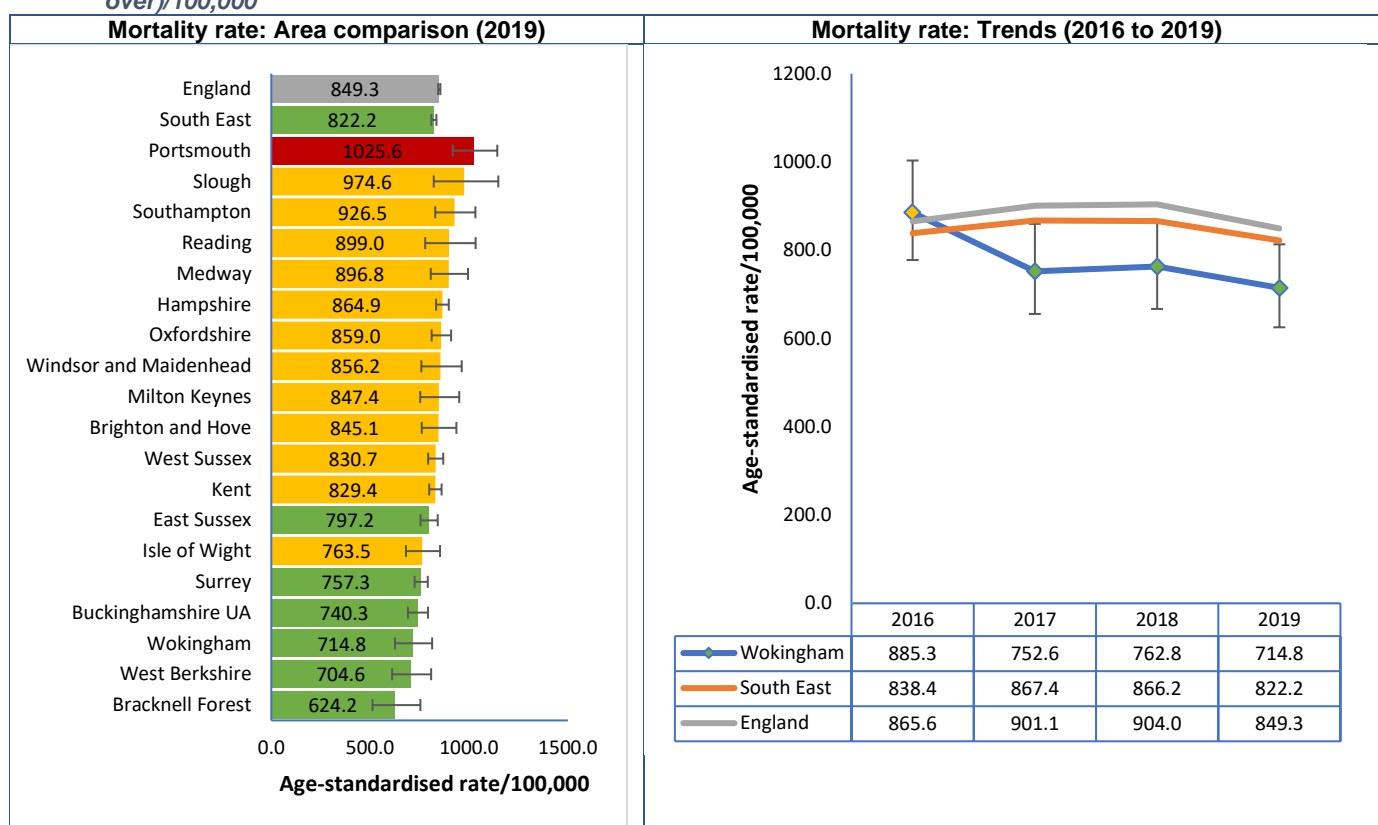 over)/100,000
Mortality rate: Area comparison (2019)
England 849.3
South East 822.2
Portsmouth 1025.6
Slough 974.6
Southampton 926.5
Reading 899.0
Medway 896.8
Hampshire 864.9
Oxfordshire 859.0
Windsor and Maidenhead 856.2
Milton Keynes 847.4
Brighton and Hove 845.1
West Sussex 830.7
Kent 829.4
East Sussex 797.2
Isle of Wight 763.5
Surrey 757.3
Buckinghamshire UA 740.3
Wokingham 714.8
West Berkshire 704.6
Bracknell Forest 624.2
0.0 500.0 1000.0 1500.0
Age-standardised rate/100,000
Mortality rate: Trends (2016 to 2019)
Age-standardised rate/100,000
1200.0
1000.0
800.0
600.0
400.0
200.0
0.0
2016 2017 2018 2019
Wokingham 885.3 752.6 762.8 714.8
South East 838.4 867.4 866.2 822.2
England 865.6 901.1 904.0 849.3